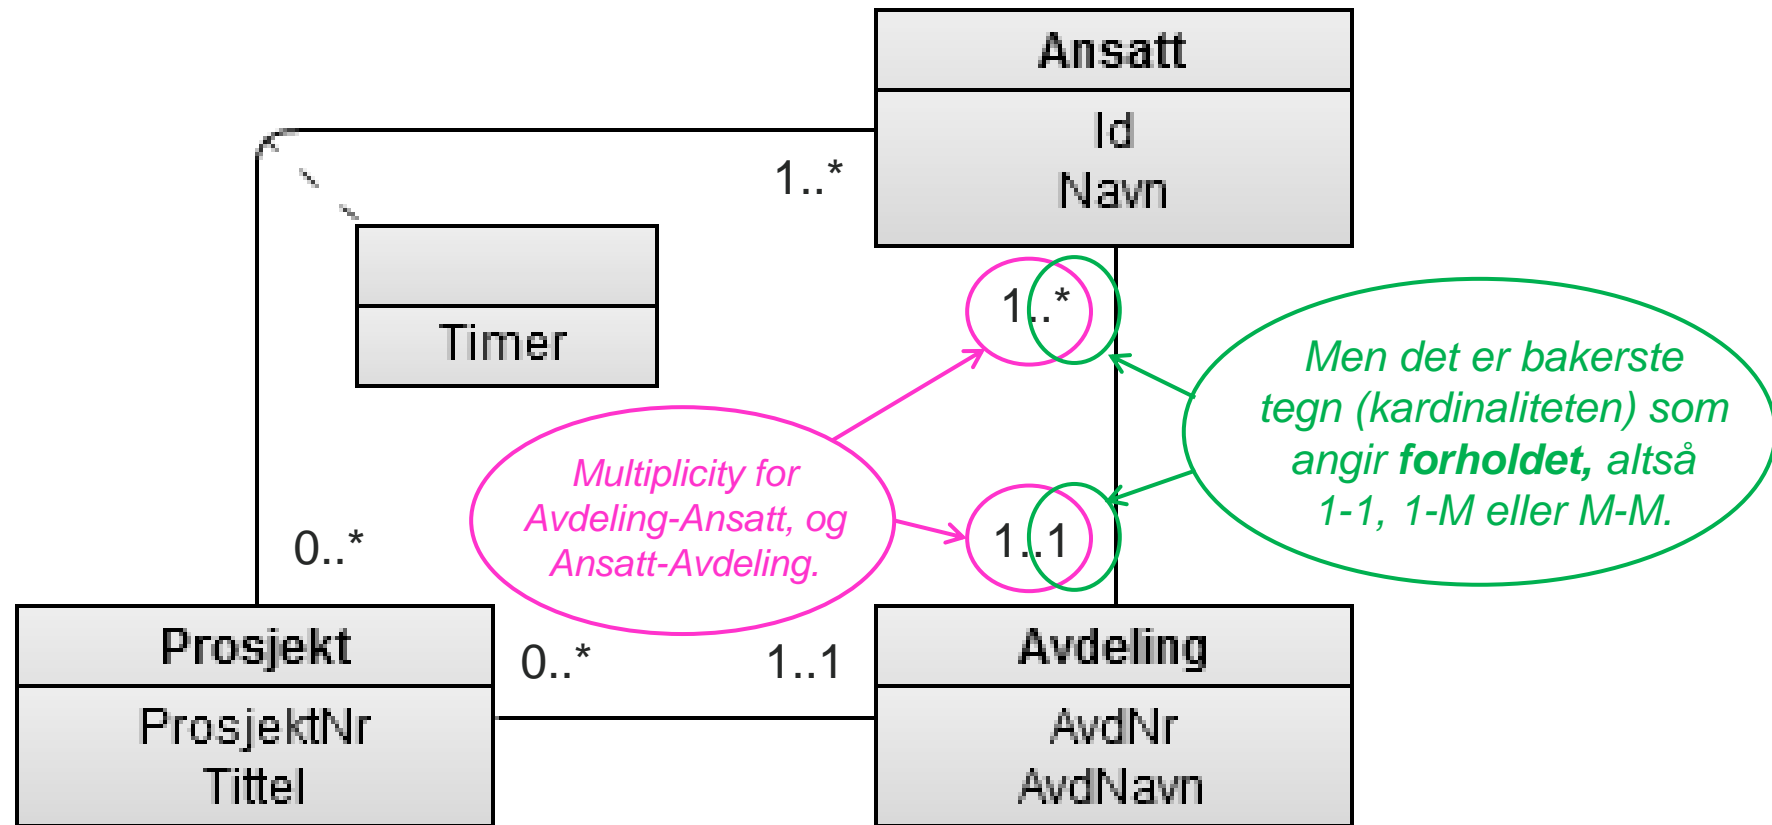 Ansatt
Id
Navn
1..*
Timer
1..*
Men det er bakerste
tegn (kardinaliteten) som
angir forholdet, altså
1-1, 1-M eller M-M.
Multiplicity for
Avdeling-Ansatt, og
Ansatt-Avdeling.
0..*
1..1
Prosjekt
ProsjektNr
Tittel
0..*
1..1
Avdeling
AvdNr
AvdNavn